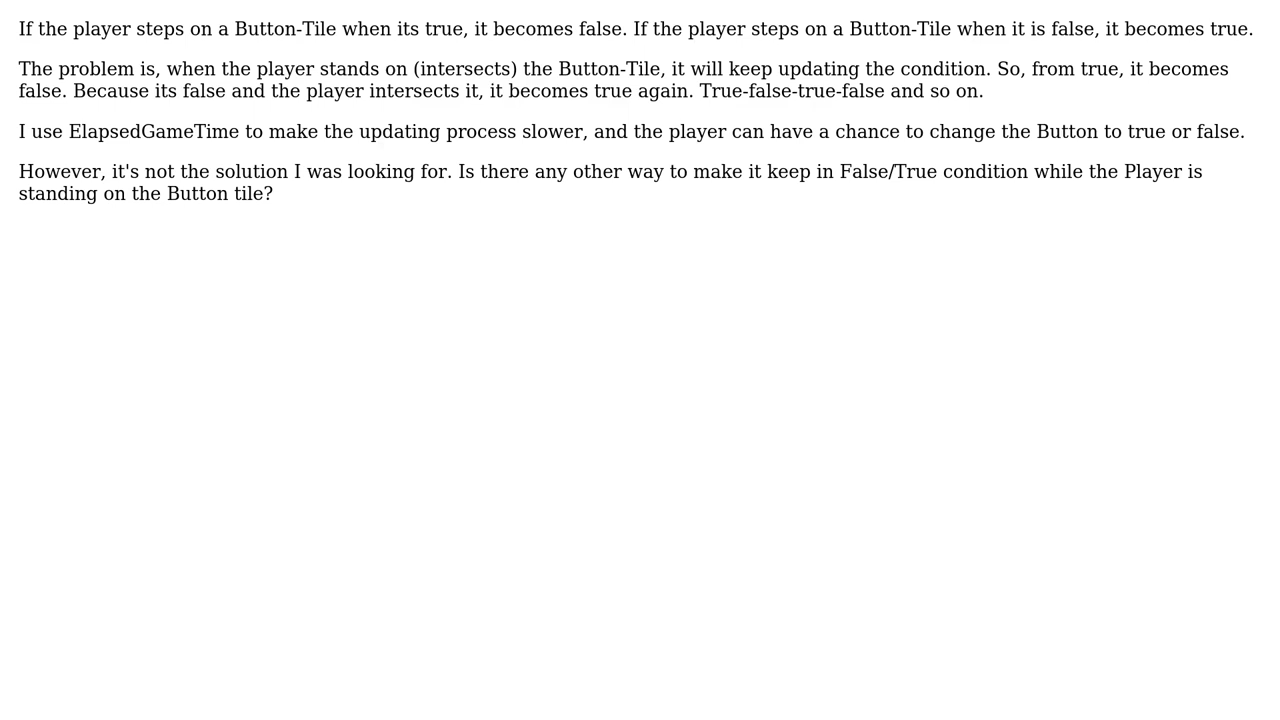 If the player steps on a Button-Tile when its true, it becomes false. If the player steps on a Button-Tile when it is false, it becomes true.
The problem is, when the player stands on (intersects) the Button-Tile, it will keep updating the condition. So, from true, it becomes
false. Because its false and the player intersects it, it becomes true again. True-false-true-false and so on.
I use ElapsedGameTime to make the updating process slower, and the player can have a chance to change the Button to true or false.
However, it's not the solution I was looking for. Is there any other way to make it keep in False/True condition while the Player is
standing on the Button tile?